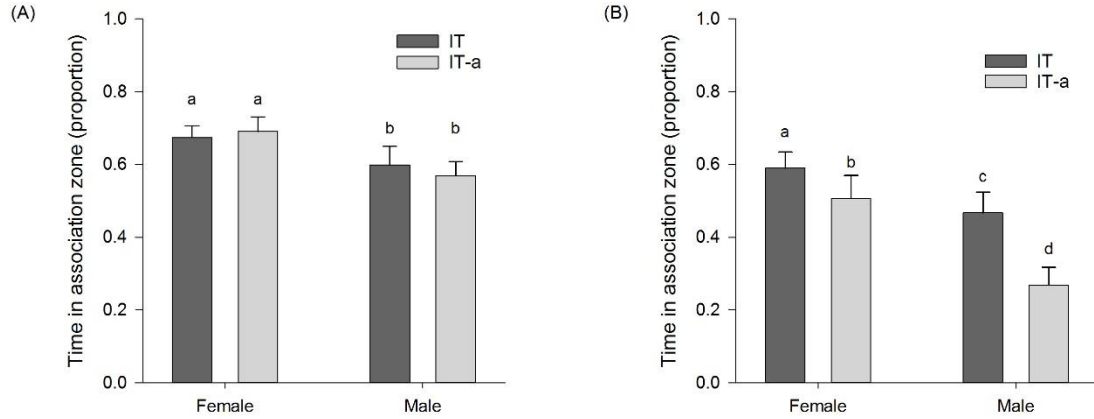 (A)
Time in association zone (proportion)
1.0
0.8
0.6
0.4
0.2
0.0
IT
IT-a
a
a
b
b
Female
Male
(B)
Time in association zone (proportion)
1.0
0.8
0.6
0.4
0.2
0.0
IT
IT-a
a
b
c
d
Female
Male